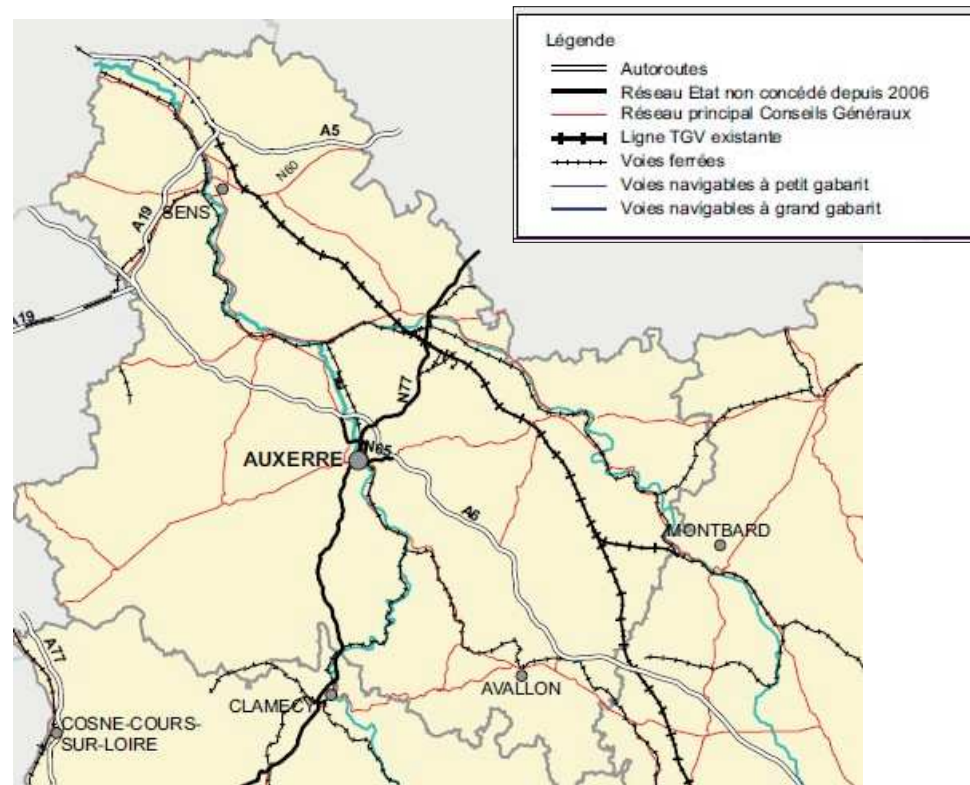 Légende
Autoroutes
Réseau Etat non concédé depuis 2006
Réseau principal Conseils Généraux
Ligne TGV existante
Voies ferrées
Voies navigables à petit gabarit
Voies navigables à grand gabarit
A5
N60
SENS
A19
A19
N77
N65
AUXERRE
A6
MONTBARD
A77
CLAMECY
AVALLON
COSNE-COURS-
SUR-LOIRE